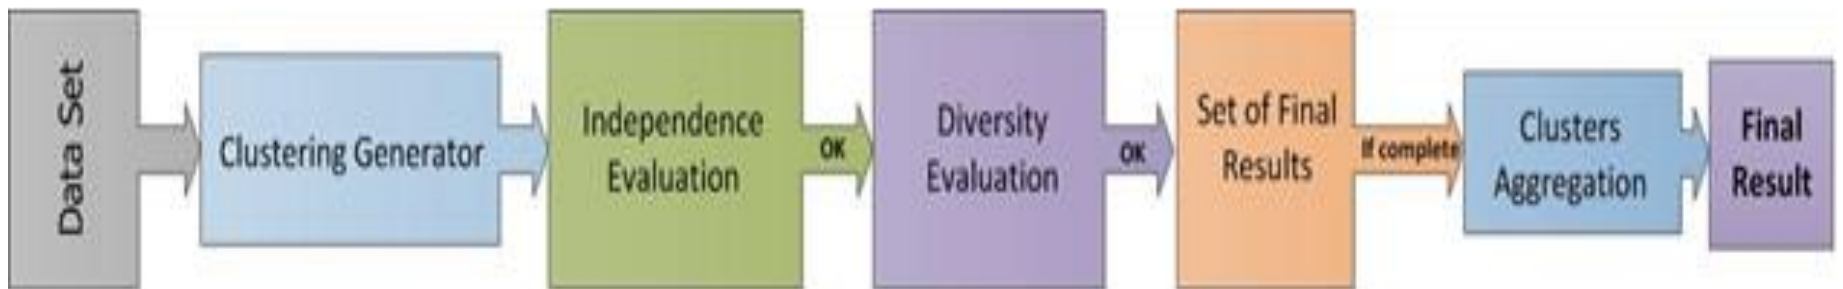 Data Set
Clustering Generator
Independence
Evaluation
OK
Diversity
Evaluation
OK
Set of Final
Results
If complete
Clusters
Aggregation
Final
Result